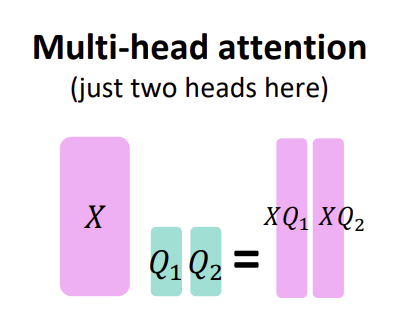 Multi-head attention
(just two heads here)
X Q₁ Q₂ = XQ₁ XQ₂